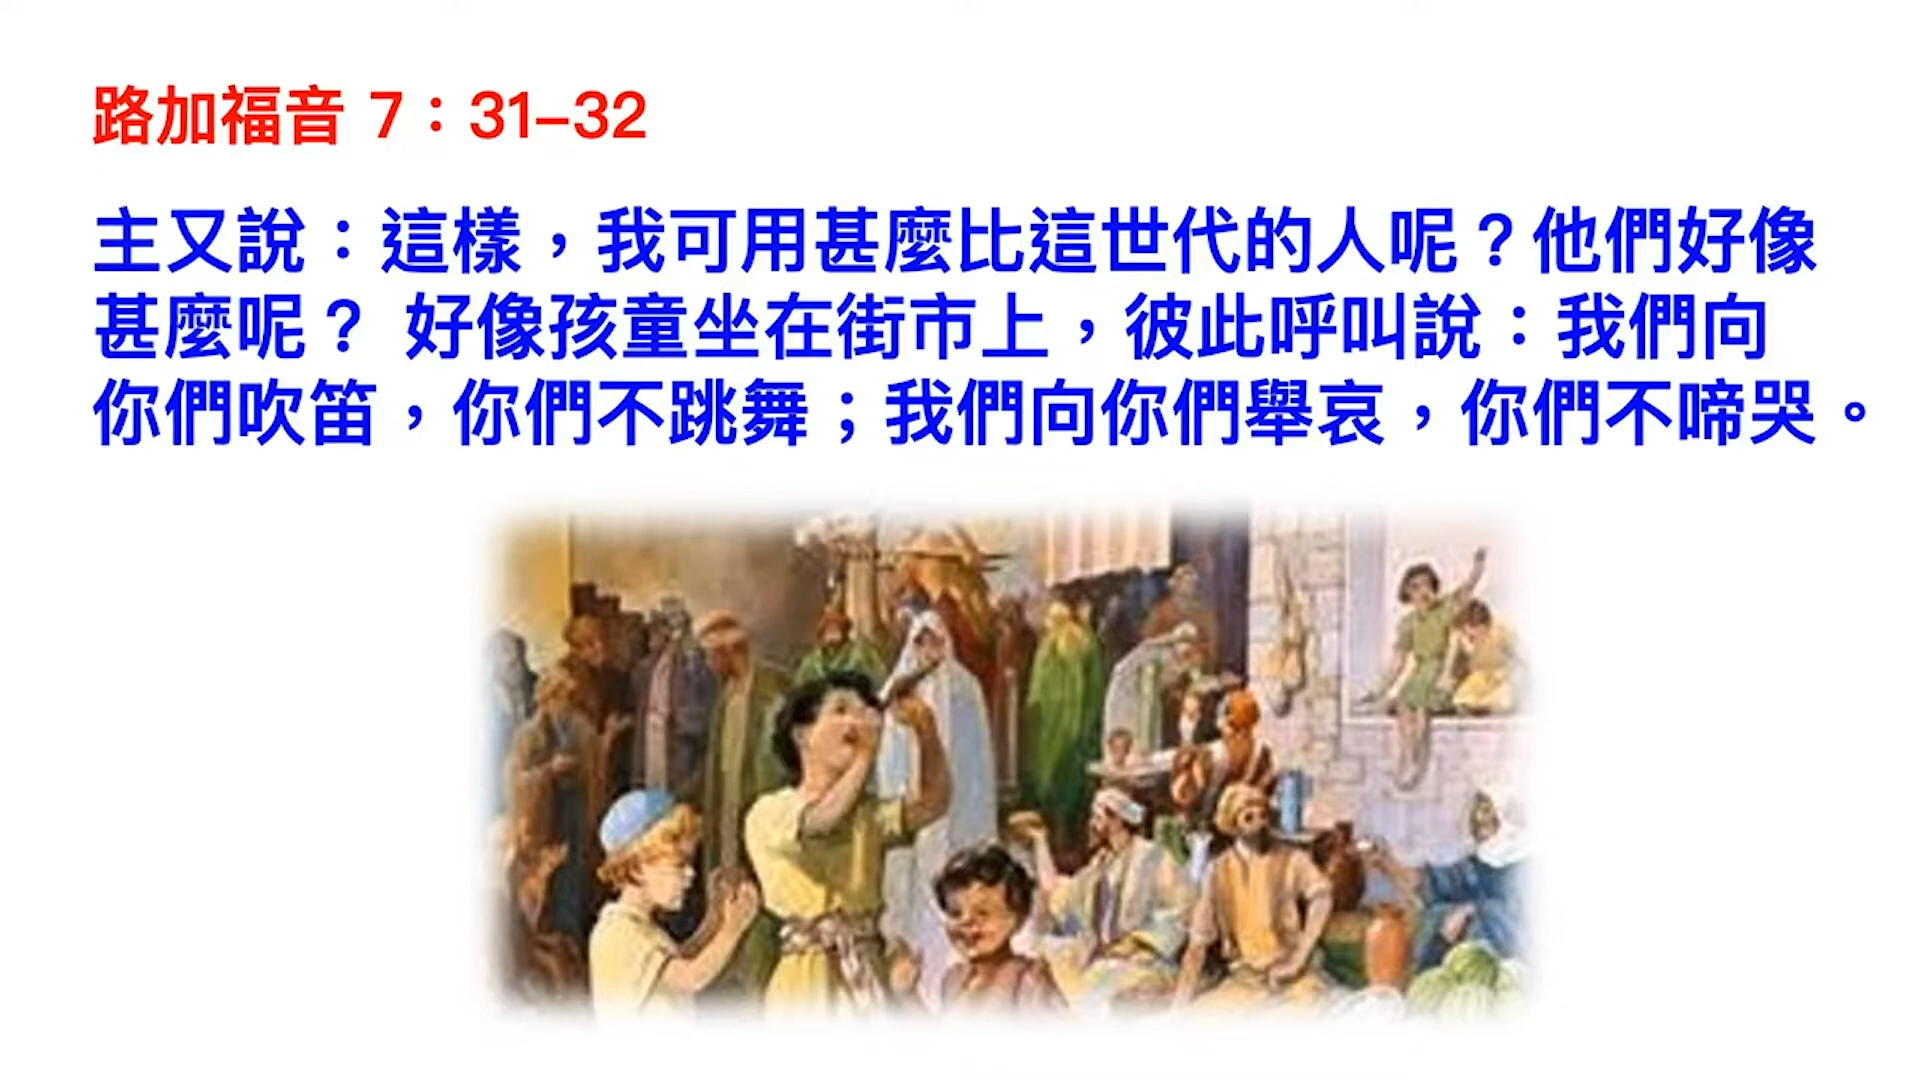 路加福音 7：31–32
主又說：這樣，我可用甚麼比這世代的人呢？他們好像
甚麼呢？ 好像孩童坐在街市上，彼此呼叫說：我們向
你們吹笛，你們不跳舞；我們向你們舉哀，你們不啼哭。